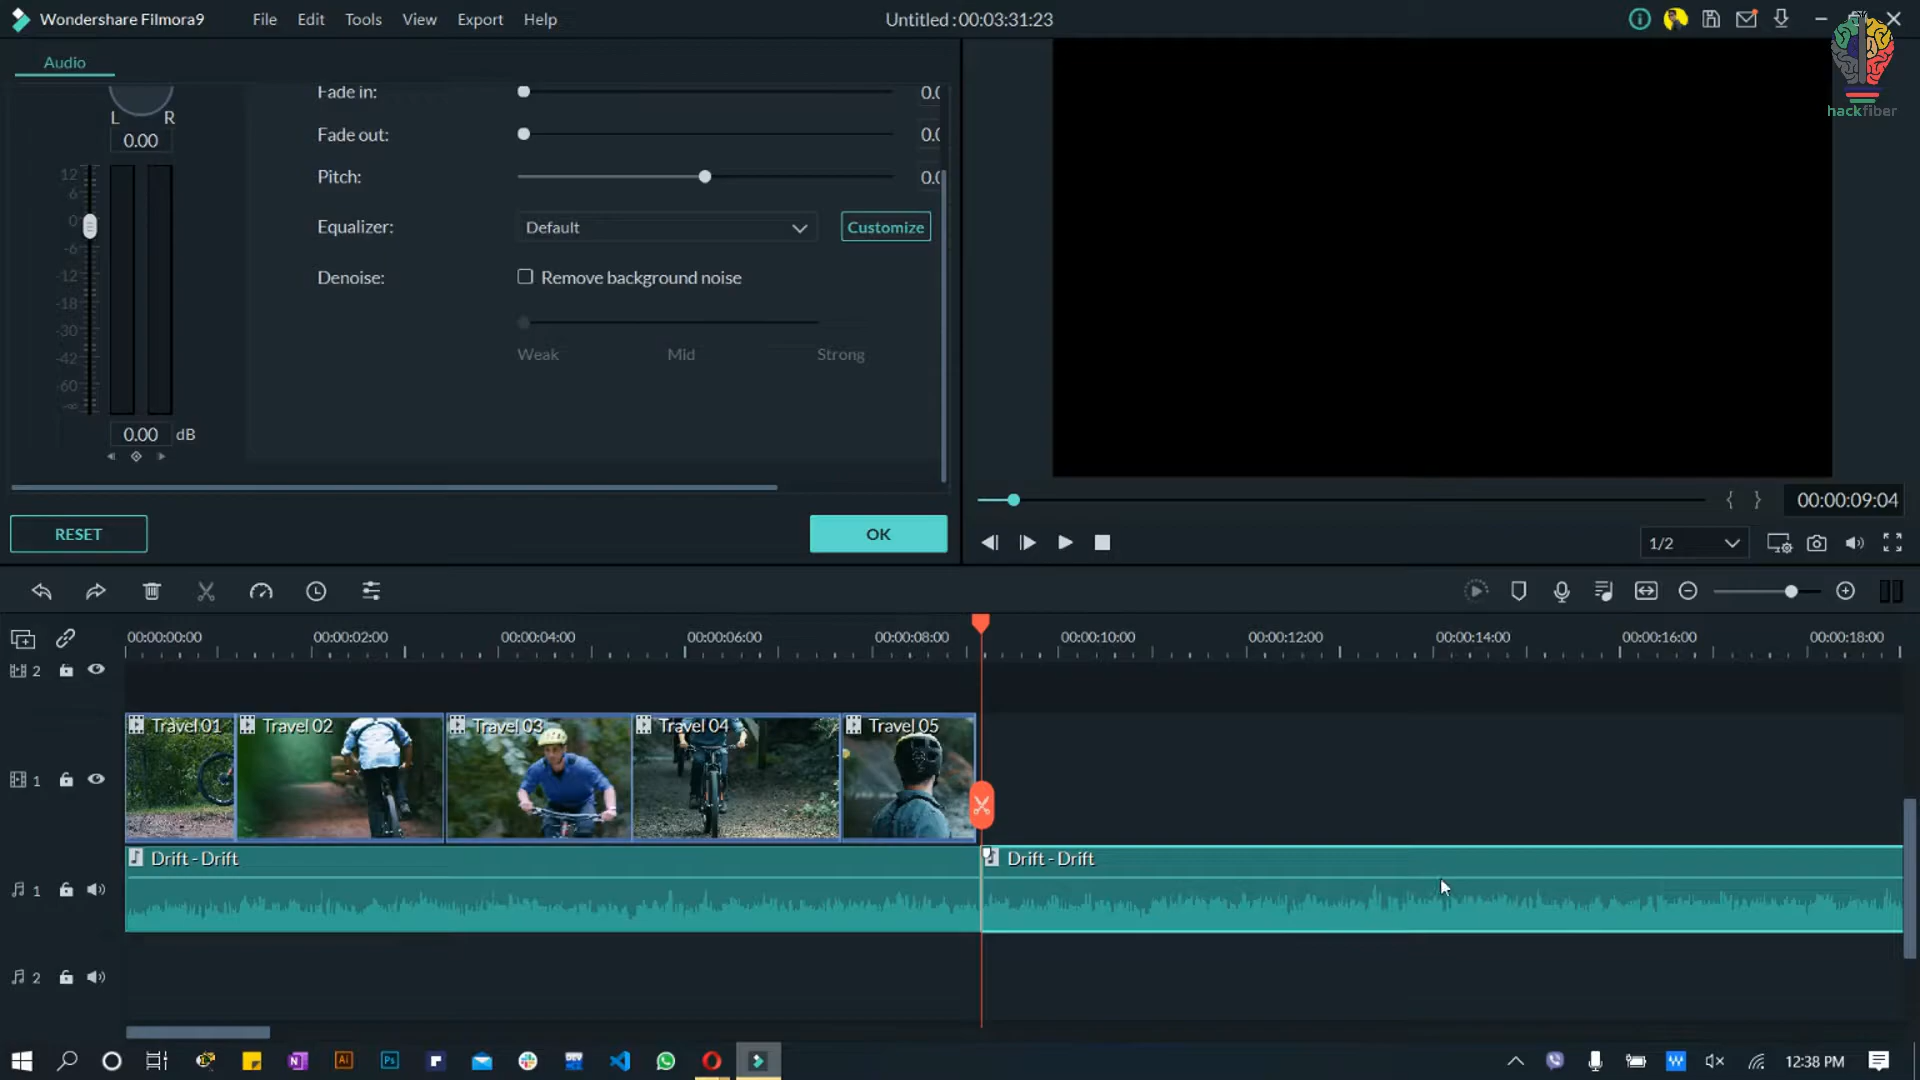 Wondershare Filmora9 File Edit Tools View Export Help Untitled : 00:03:31:23
hackfiber
Audio
Fade in: 0.0
L R
0.00
Fade out: 0.0
Pitch: 0.0
Equalizer: Default Customize
Denoise: Remove background noise
Weak Mid Strong
12
6
0
-6
-12
-18
-30
-42
-60
-∞
0.00 dB
RESET OK
{ } 00:00:09:04
1/2
00:00:00:00 00:00:02:00 00:00:04:00 00:00:06:00 00:00:08:00 00:00:10:00 00:00:12:00 00:00:14:00 00:00:16:00 00:00:18:00
2
Travel 01 Travel 02 Travel 03 Travel 04 Travel 05
1
Drift - Drift Drift - Drift
1
2
N Ai Ps DEV W 12:38 PM